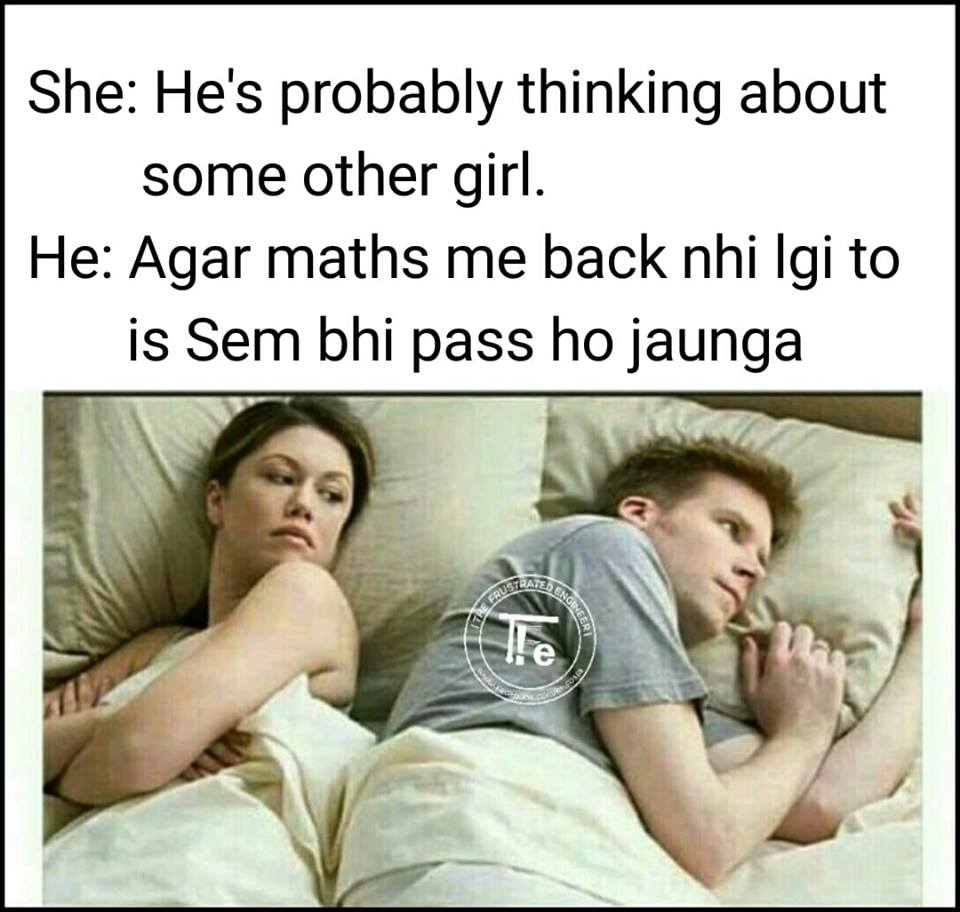 She: He's probably thinking about
some other girl.
He: Agar maths me back nhi lgi to
is Sem bhi pass ho jaunga
THE FRUSTRATED ENGINEER!
TF!e